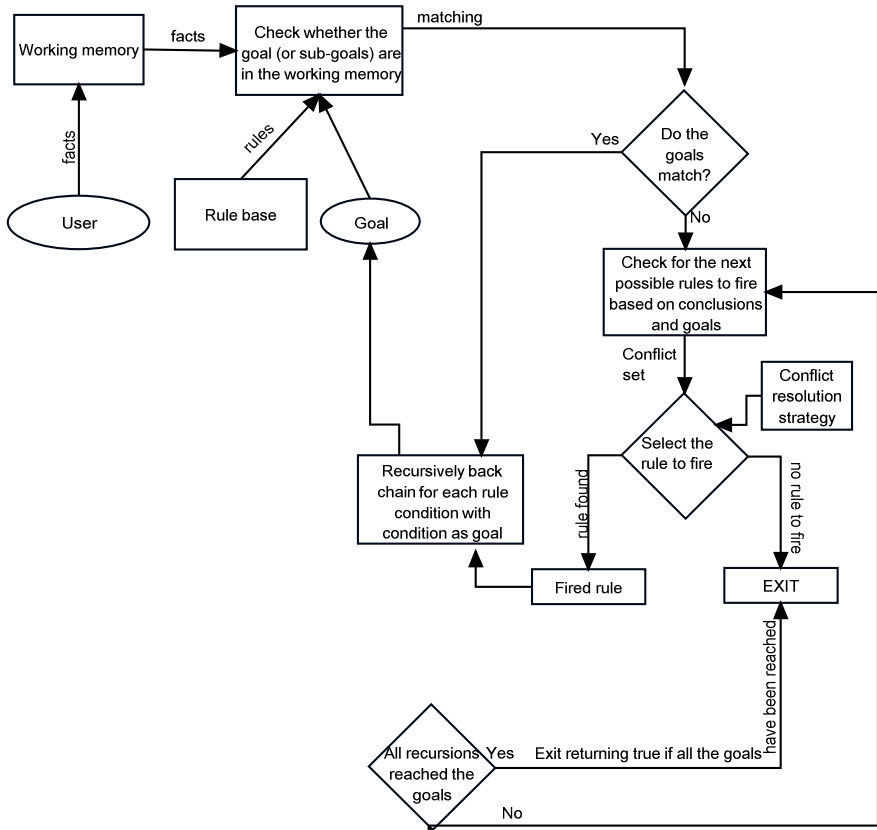 matching
Check whether the
goal (or sub-goals) are
in the working memory
facts
Working memory
facts
rules
User
Rule base
Goal
Yes
Do the
goals
match?
No
Check for the next
possible rules to fire
based on conclusions
and goals
Conflict
set
Conflict
resolution
strategy
Select the
rule to fire
rule found
no rule to fire
Recursively back
chain for each rule
condition with
condition as goal
Fired rule
EXIT
All recursions
reached the
goals
Yes
Exit returning true if all the goals
have been reached
No